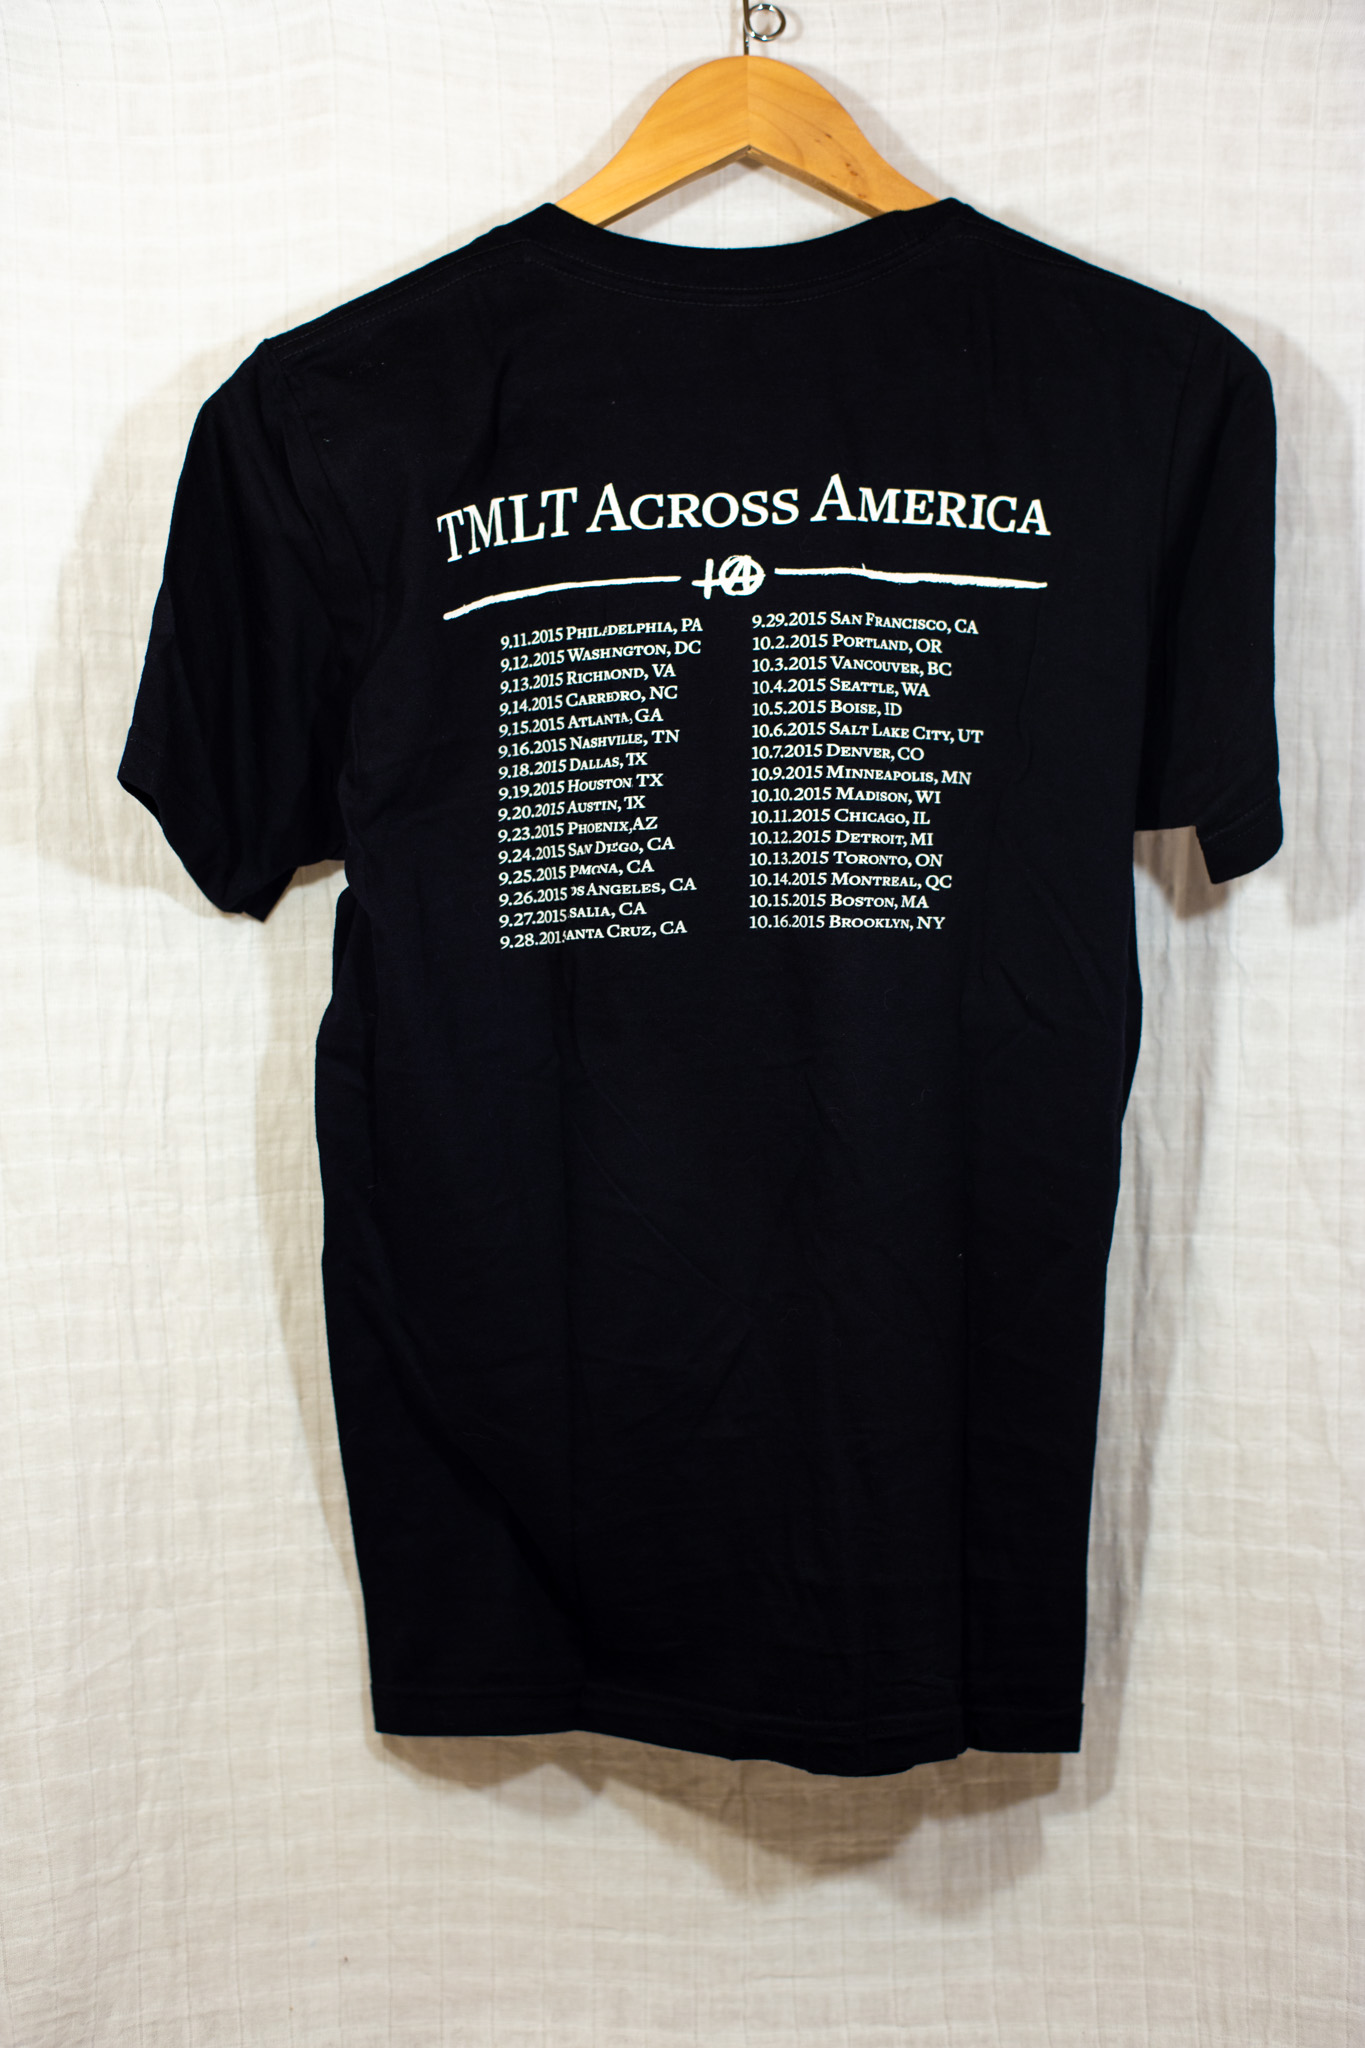 TMLT ACROSS AMERICA
9.11.2015 PHILADELPHIA, PA
9.12.2015 WASHINGTON, DC
9.13.2015 RICHMOND, VA
9.14.2015 CARRBORO, NC
9.15.2015 ATLANTA, GA
9.16.2015 NASHVILLE, TN
9.18.2015 DALLAS, TX
9.19.2015 HOUSTON TX
9.20.2015 AUSTIN, TX
9.23.2015 PHOENIX, AZ
9.24.2015 SAN DIEGO, CA
9.25.2015 POMONA, CA
9.26.2015 ANGELES, CA
9.27.2015 CA
9.28.2015 SANTA CRUZ, CA
9.29.2015 SAN FRANCISCO, CA
10.2.2015 PORTLAND, OR
10.3.2015 VANCOUVER, BC
10.4.2015 SEATTLE, WA
10.5.2015 BOISE, ID
10.6.2015 SALT LAKE CITY, UT
10.7.2015 DENVER, CO
10.9.2015 MINNEAPOLIS, MN
10.10.2015 MADISON, WI
10.11.2015 CHICAGO, IL
10.12.2015 DETROIT, MI
10.13.2015 TORONTO, ON
10.14.2015 MONTREAL, QC
10.15.2015 BOSTON, MA
10.16.2015 BROOKLYN, NY